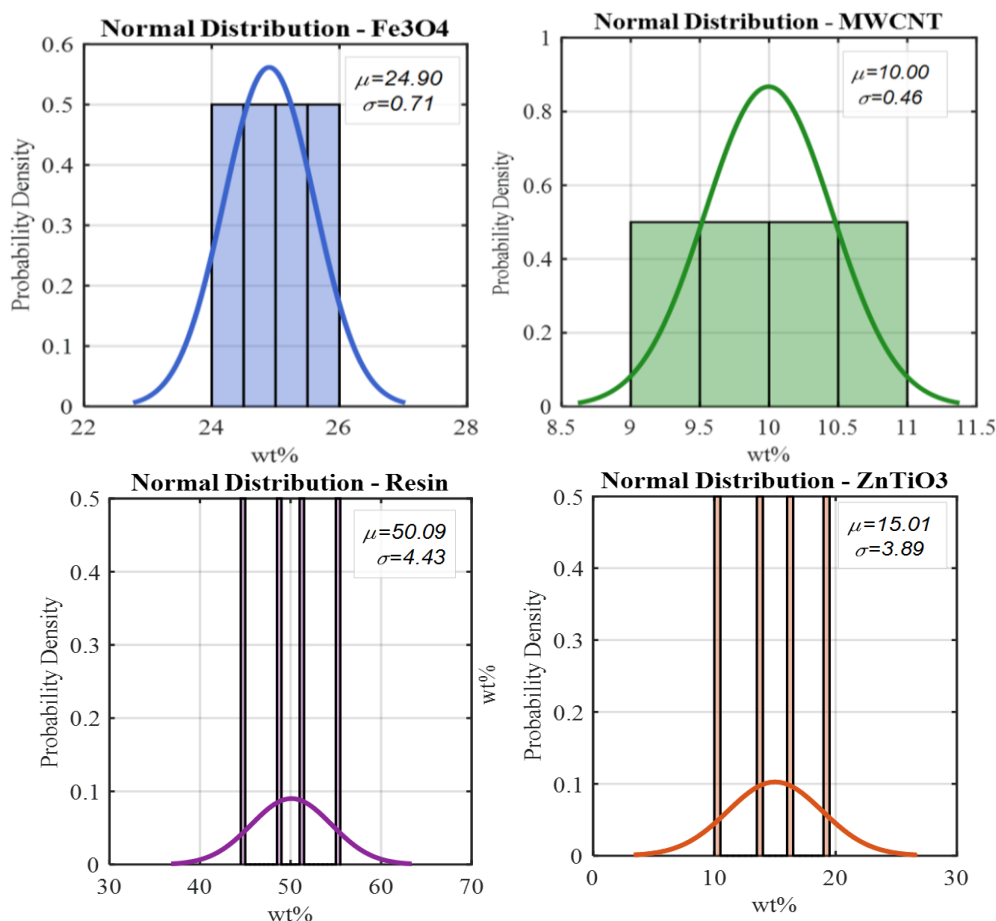 Normal Distribution - Fe3O4
0.6
0.5
0.4
0.3
0.2
0.1
0
Probability Density
μ=24.90
σ=0.71
22
24
26
28
wt%
Normal Distribution - MWCNT
1
0.8
0.6
0.4
0.2
0
Probability Density
μ=10.00
σ=0.46
8.5
9
9.5
10
10.5
11
11.5
wt%
Normal Distribution - Resin
0.5
0.4
0.3
0.2
0.1
0
Probability Density
μ=50.09
σ=4.43
30
40
50
60
70
wt%
wt%
Normal Distribution - ZnTiO3
0.5
0.4
0.3
0.2
0.1
0
Probability Density
μ=15.01
σ=3.89
0
10
20
30
wt%